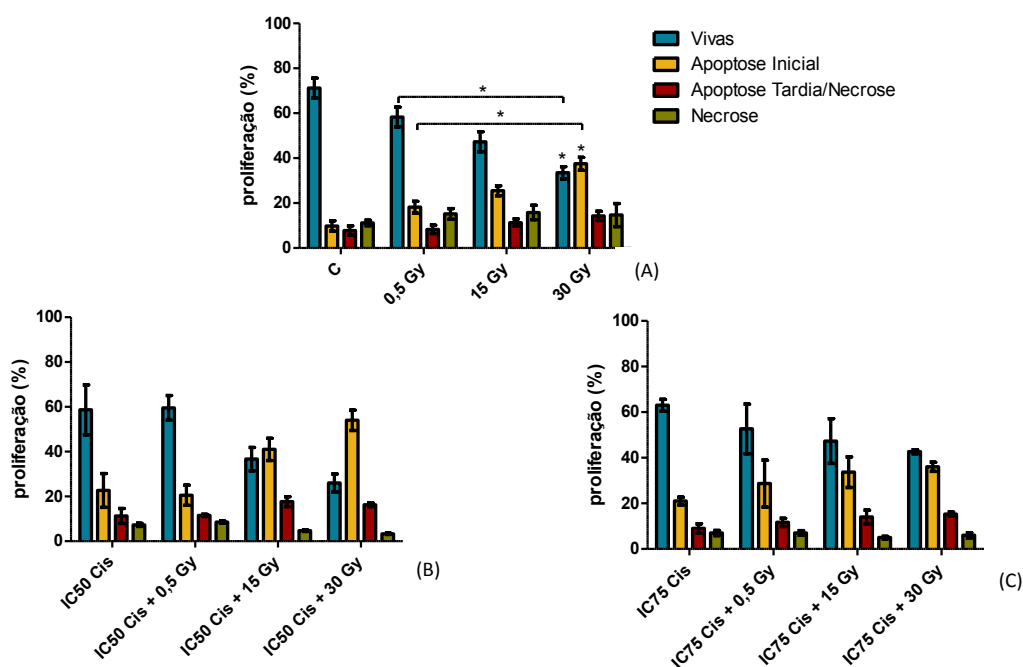 100
80
60
40
20
0
proliferação (%)
*
*
*
*
C
0,5 Gy
15 Gy
30 Gy
(A)
Vivas
Apoptose Inicial
Apoptose Tardia/Necrose
Necrose
100
80
60
40
20
0
proliferação (%)
IC50 Cis
IC50 Cis + 0,5 Gy
IC50 Cis + 15 Gy
IC50 Cis + 30 Gy
(B)
100
80
60
40
20
0
proliferação (%)
IC75 Cis
IC75 Cis + 0,5 Gy
IC75 Cis + 15 Gy
IC75 Cis + 30 Gy
(C)